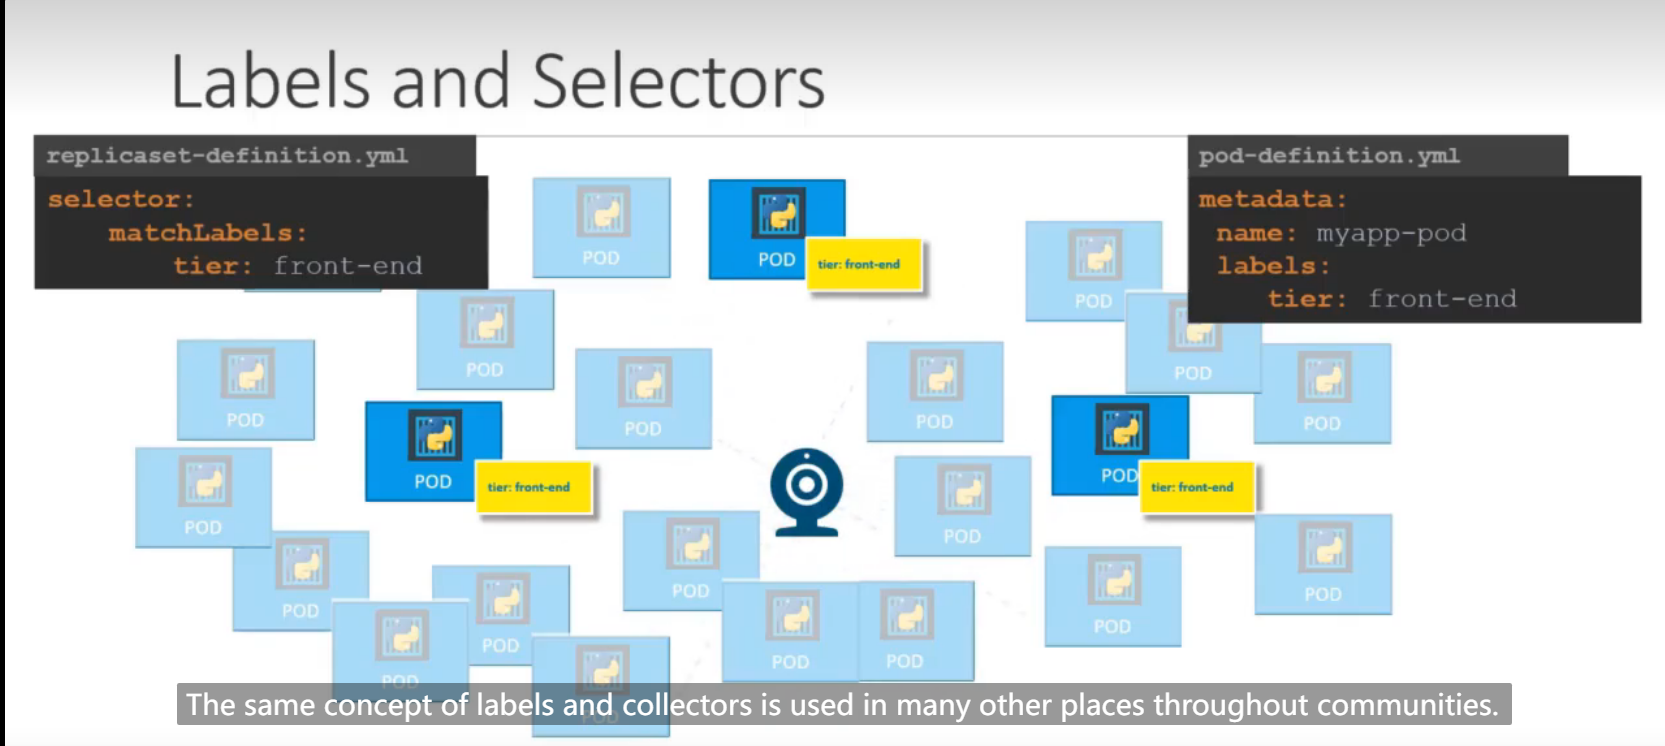 Labels and Selectors
replicaset-definition.yml
selector:
matchLabels:
tier: front-end
pod-definition.yml
metadata:
name: myapp-pod
labels:
tier: front-end
POD
POD
tier: front-end
POD
POD
POD
POD
POD
POD
POD
POD
POD
tier: front-end
POD
tier: front-end
POD
POD
POD
POD
POD
POD
POD
POD
POD
POD
POD
POD
The same concept of labels and collectors is used in many other places throughout communities.